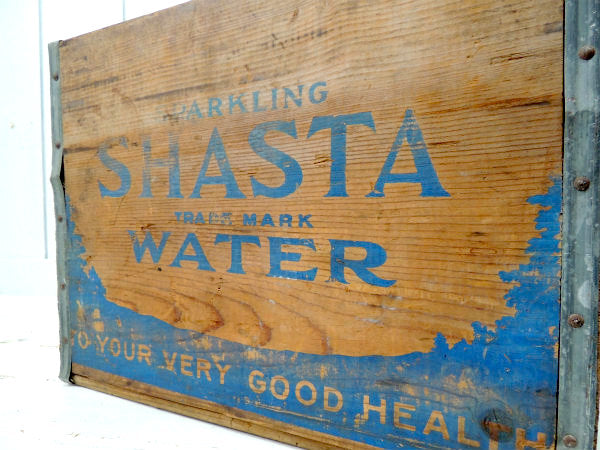 SPARKLING
SHASTA
TRADE MARK
WATER
TO YOUR VERY GOOD HEALTH